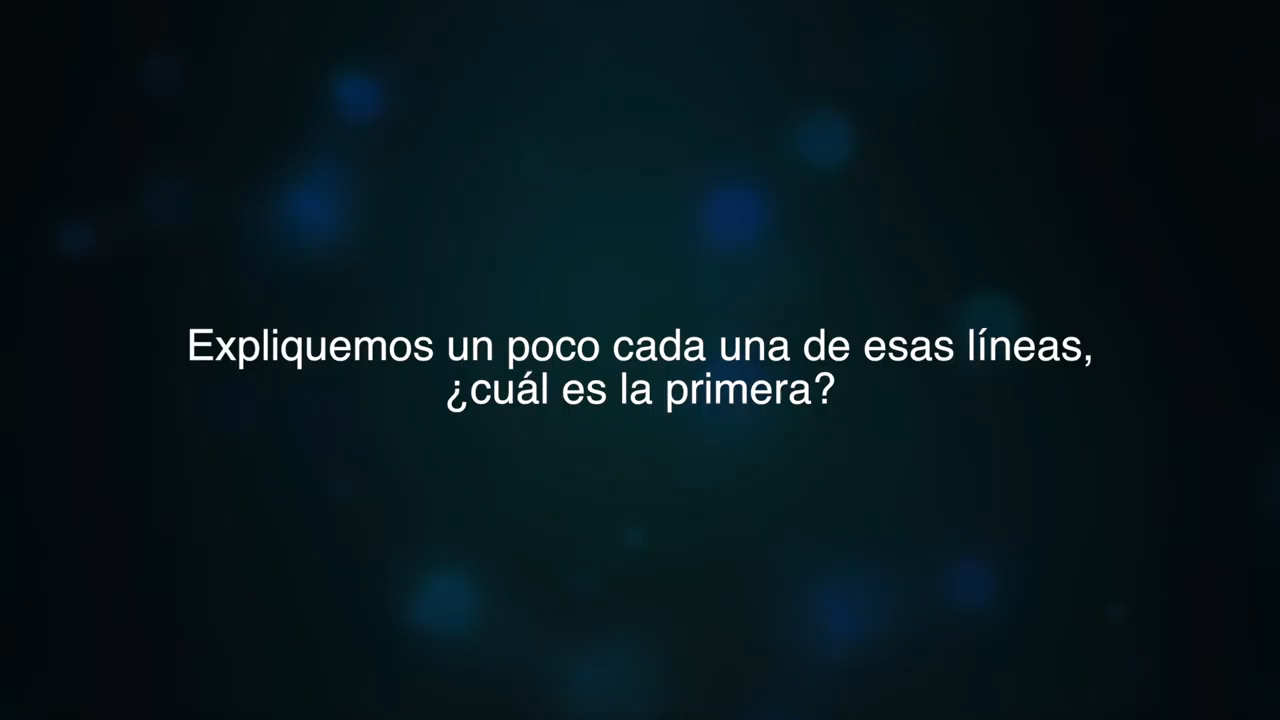 Expliquemos un poco cada una de esas líneas,
¿cuál es la primera?